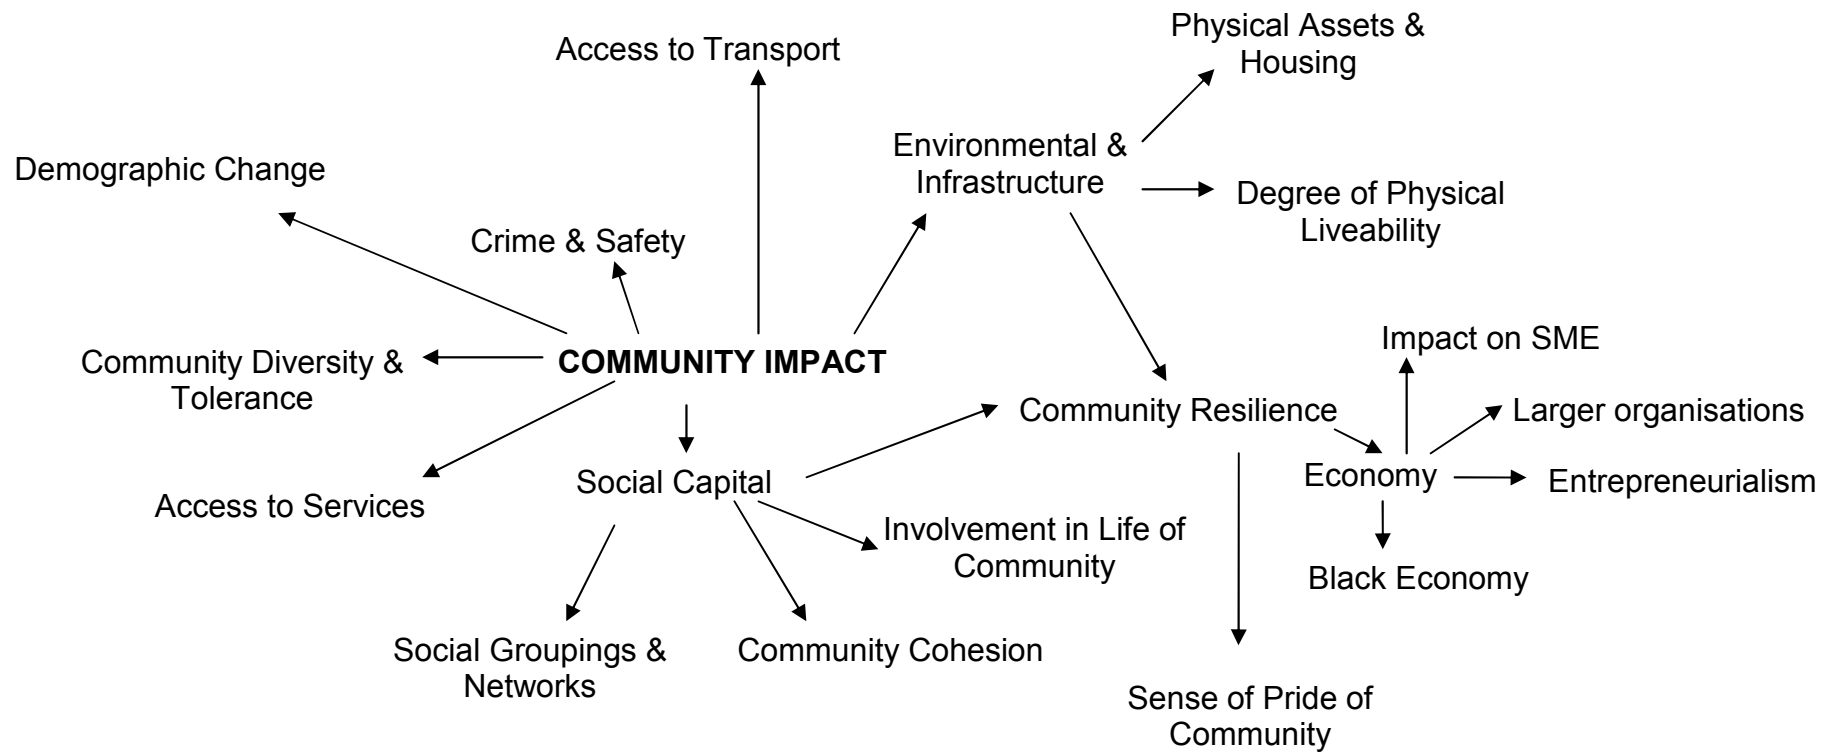 Physical Assets &
Housing
Access to Transport
Environmental &
Infrastructure
Demographic Change
Degree of Physical
Liveability
Crime & Safety
Impact on SME
Community Diversity &
Tolerance
COMMUNITY IMPACT
Community Resilience
Larger organisations
Economy
Entrepreneurialism
Social Capital
Access to Services
Involvement in Life of
Community
Black Economy
Social Groupings &
Networks
Community Cohesion
Sense of Pride of
Community